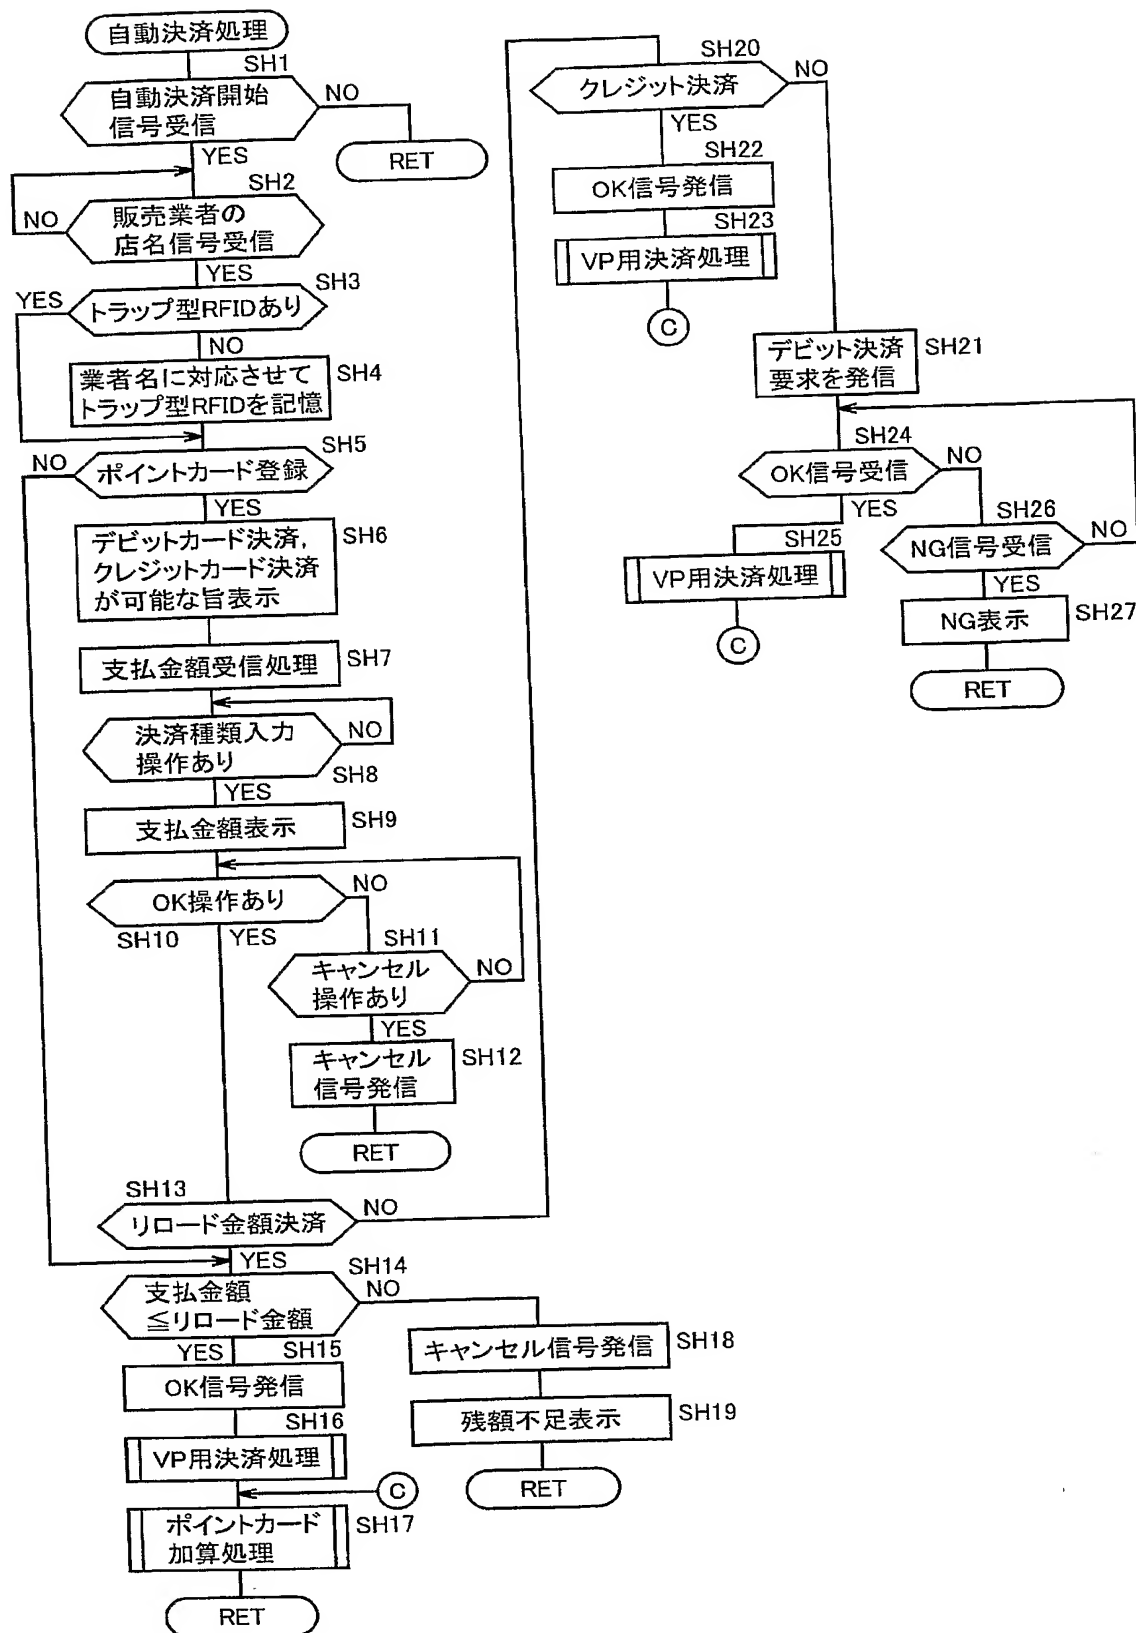 自動決済処理
SH1
自動決済開始
信号受信
NO
RET
YES
SH2
NO
販売業者の
店名信号受信
YES
SH3
YES
トラップ型RFIDあり
NO
業者名に対応させて
トラップ型RFIDを記憶
SH4
SH5
NO
ポイントカード登録
YES
デビットカード決済,
クレジットカード決済
が可能な旨表示
SH6
支払金額受信処理
SH7
決済種類入力
操作あり
NO
SH8
YES
支払金額表示
SH9
OK操作あり
NO
SH10
YES
SH11
キャンセル
操作あり
NO
YES
キャンセル
信号発信
SH12
RET
SH13
リロード金額決済
NO
YES
SH14
支払金額
≦リロード金額
NO
YES
SH15
OK信号発信
SH16
VP用決済処理
C
ポイントカード
加算処理
SH17
RET
キャンセル信号発信
SH18
残額不足表示
SH19
RET
SH20
クレジット決済
NO
YES
SH22
OK信号発信
SH23
VP用決済処理
C
デビット決済
要求を発信
SH21
SH24
OK信号受信
NO
YES
SH25
VP用決済処理
C
SH26
NG信号受信
NO
YES
NG表示
SH27
RET